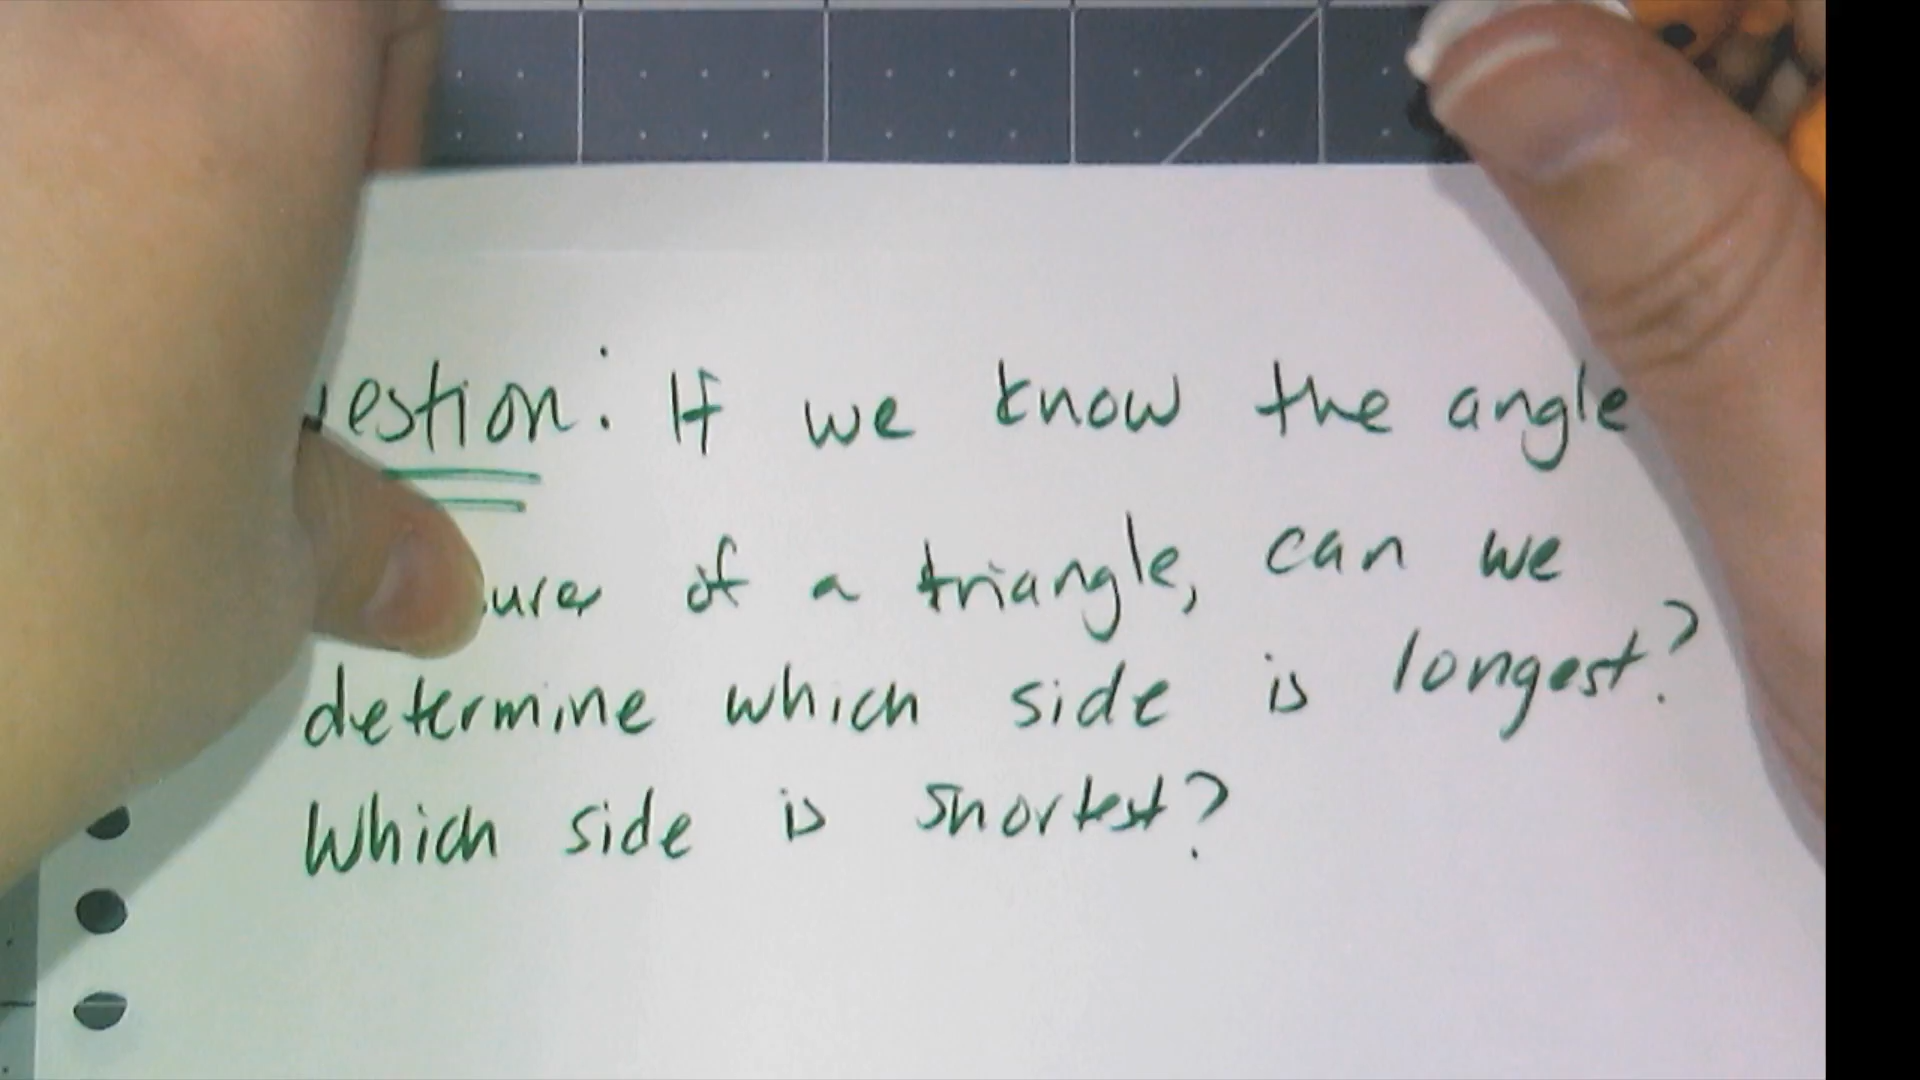 estion: If we know the angle
of a triangle, can we
determine which side is longest?
Which side is shortest?